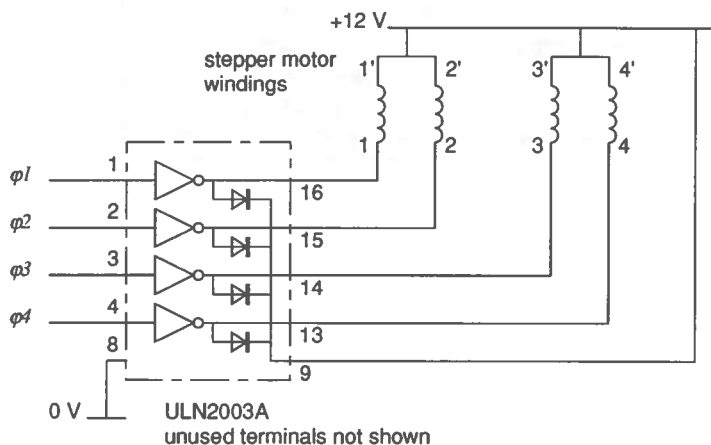 +12 V
stepper motor
windings
1' 2' 3' 4'
1 2 3 4
φ1 1 16
φ2 2 15
φ3 3 14
φ4 4 13
8 9
0 V
ULN2003A
unused terminals not shown